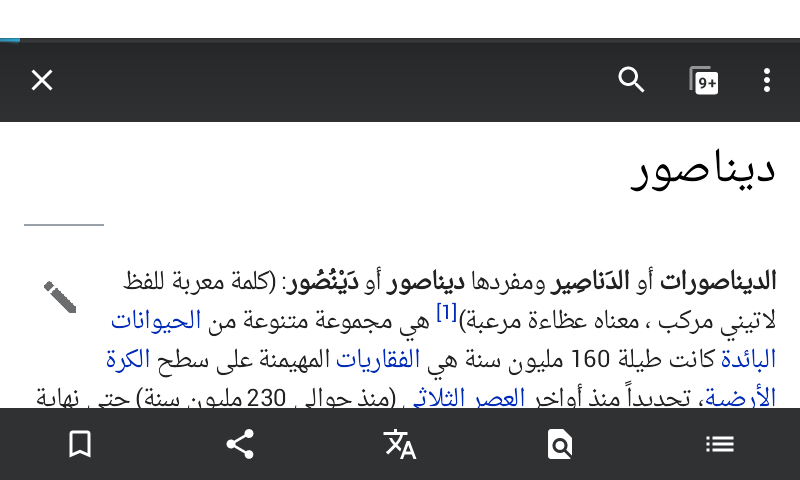 9+
ديناصور
الديناصورات أو الدَناصِير ومفردها ديناصور أو دَيْنُصُور: (كلمة معربة للفظ
لاتيني مركب ، معناه عظاءة مرعبة)[1] هي مجموعة متنوعة من الحيوانات
البائدة كانت طيلة 160 مليون سنة هي الفقاريات المهيمنة على سطح الكرة
الأرضية، تحديداً منذ أواخر العصر الثلاثي (منذ حوالي 230 مليون سنة) حتى نهاية